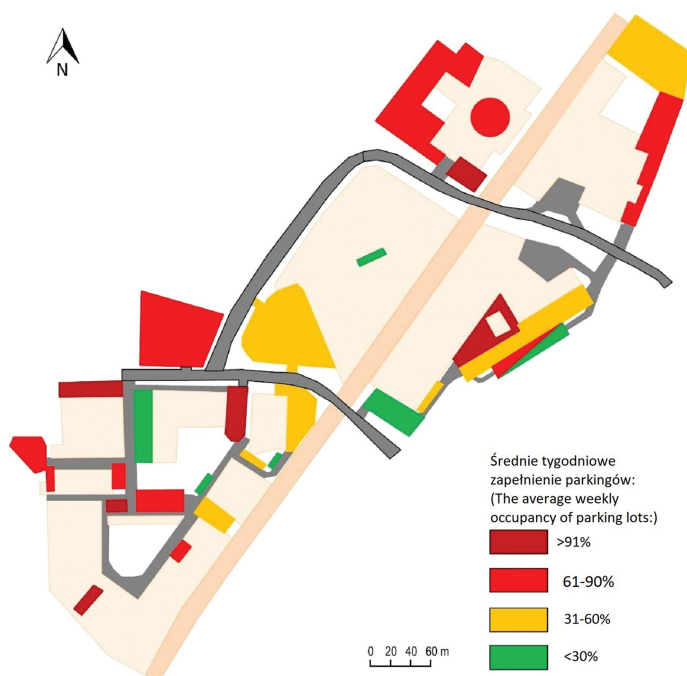 N
Średnie tygodniowe
zapełnienie parkingów:
(The average weekly
occupancy of parking lots:)
>91%
61-90%
31-60%
<30%
0 20 40 60 m